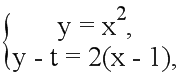 y = x²,
y - t = 2(x - 1),